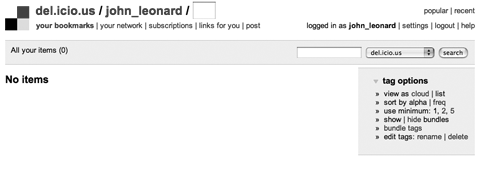 del.icio.us / john_leonard /
popular | recent
your bookmarks | your network | subscriptions | links for you | post
logged in as john_leonard | settings | logout | help
All your items (0)
del.icio.us
search
No items
tag options
» view as cloud | list
» sort by alpha | freq
» use minimum: 1, 2, 5
» show | hide bundles
» bundle tags
» edit tags: rename | delete